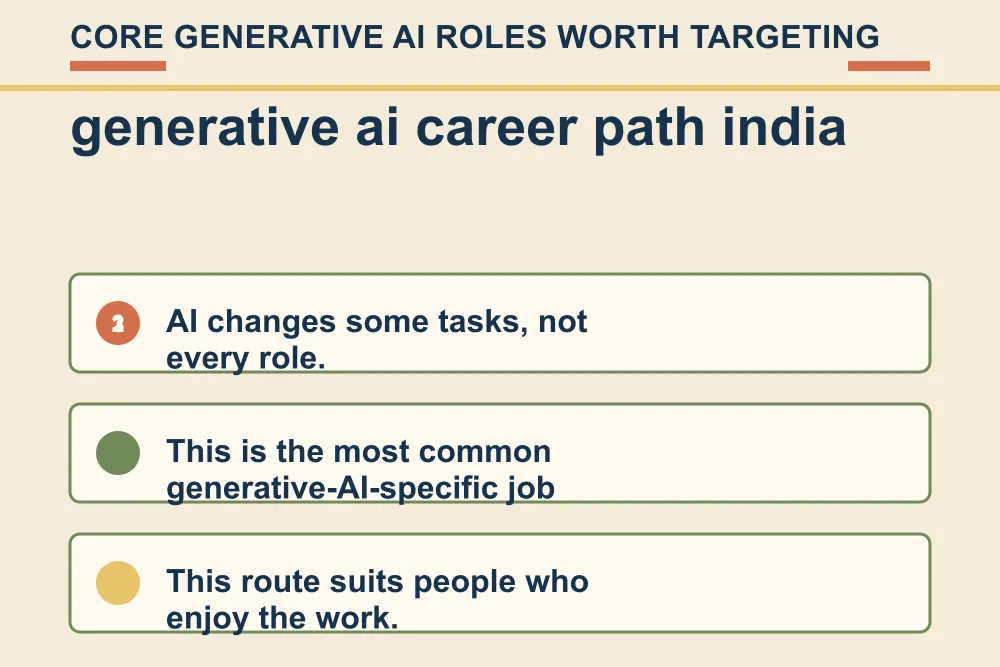 CORE GENERATIVE AI ROLES WORTH TARGETING
generative ai career path india
AI changes some tasks, not
every role.
This is the most common
generative-AI-specific job
This route suits people who
enjoy the work.